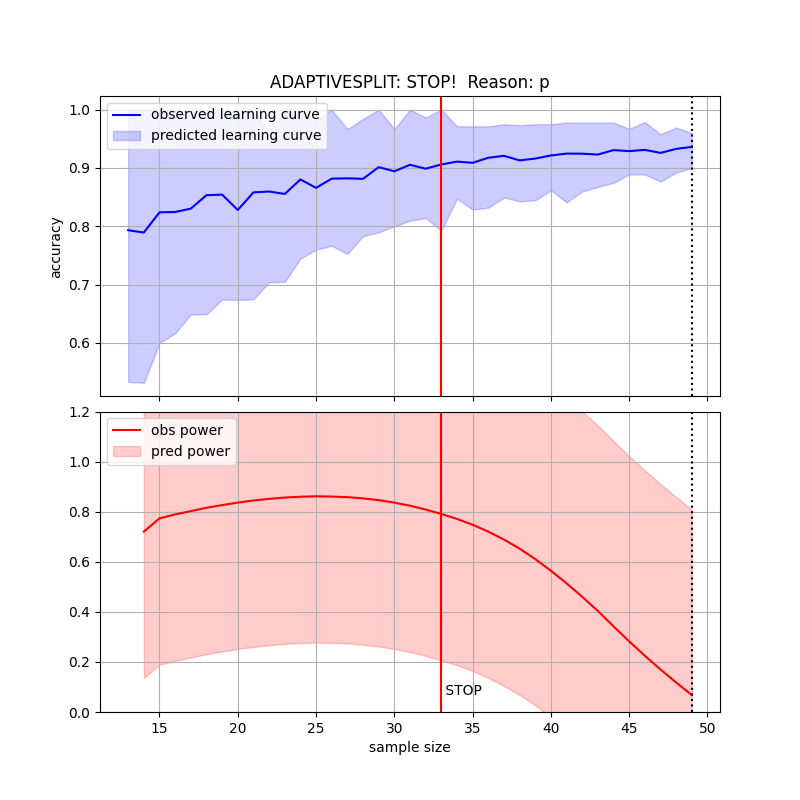 ADAPTIVESPLIT: STOP!  Reason: p
observed learning curve
predicted learning curve
1.0
0.9
0.8
0.7
0.6
accuracy
obs power
pred power
1.2
1.0
0.8
0.6
0.4
0.2
0.0
STOP
15 20 25 30 35 40 45 50
sample size